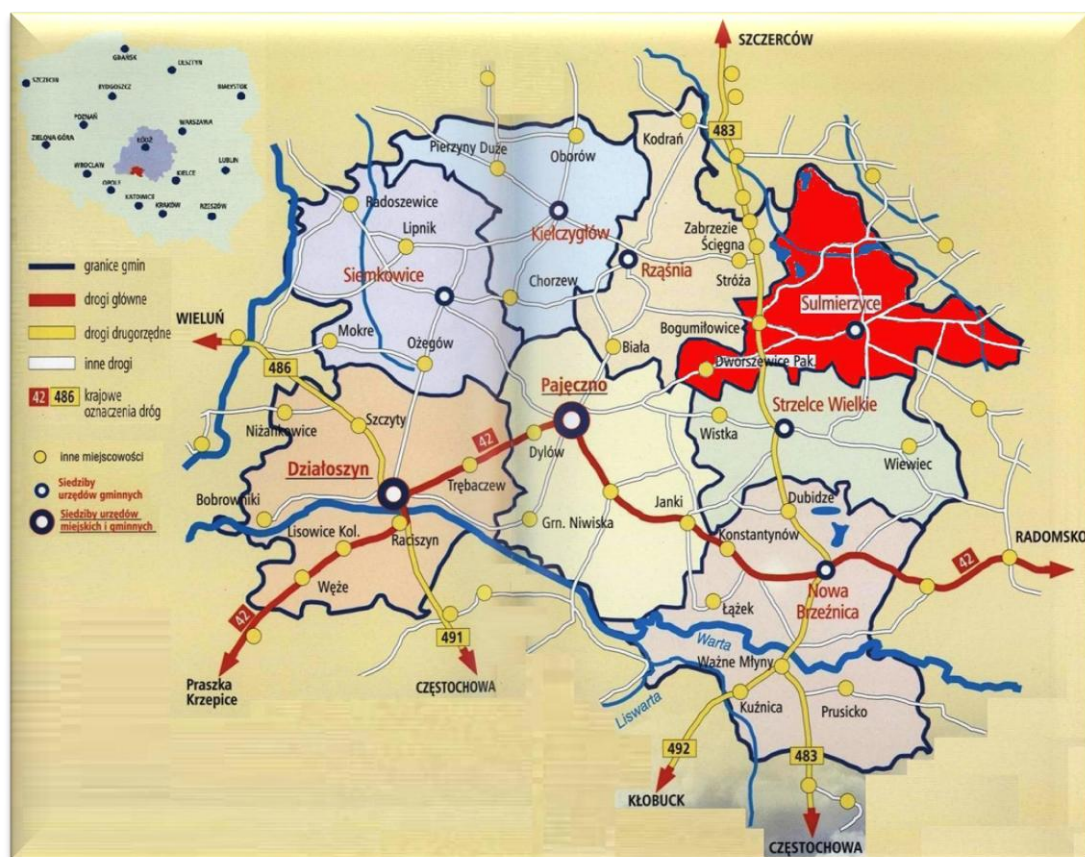 GDAŃSK
OLSZTYN
SZCZECIN
BYDGOSZCZ
BIAŁYSTOK
POZNAŃ
WARSZAWA
ZIELONA GÓRA
ŁÓDŹ
WROCŁAW
LUBLIN
OPOLE
KIELCE
KATOWICE
KRAKÓW
RZESZÓW
granice gmin
drogi główne
drogi drugorzędne
inne drogi
42 486 krajowe
oznaczenia dróg
inne miejscowości
Siedziby
urzędów gminnych
Siedziby urzędów
miejskich i gminnych
SZCZERCÓW
483
Kodrań
Pierzyny Duże
Oborów
Radoszewice
Lipnik
Kiełczygłów
Zabrzezie
Ścięgna
Siemkowice
Chorzew
Rząśnia
Stróża
Sulmierzyce
WIELUŃ
Mokre
Ożegów
Biała
Bogumiłowice
486
Dworszewice Pak.
Pajęczno
Szczyty
Niżankowice
42
Dylów
Wistka
Strzelce Wielkie
Wiewiec
Działoszyn
Trębaczew
Bobrowniki
Lisowice Kol.
Raciszyn
Grn. Niwiska
Janki
Dubidze
Konstantynów
RADOMSKO
42
Węże
Nowa
Brzeźnica
Łążek
42
491
Warta
Ważne Młyny
Praszka
Krzepice
CZĘSTOCHOWA
Liswarta
Kuźnica
Prusicko
492
483
KŁOBUCK
CZĘSTOCHOWA